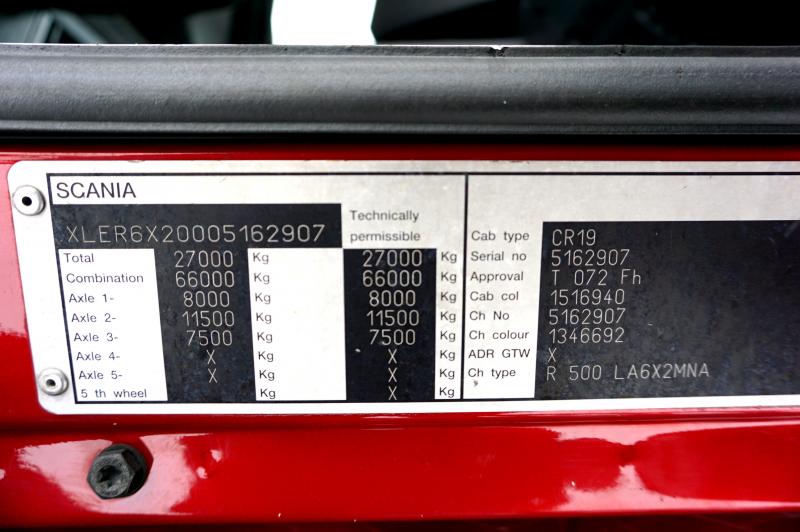 SCANIA
XLER6X20005162907 Technically permissible
Total 27000 Kg 27000 Kg
Combination 66000 Kg 66000 Kg
Axle 1- 8000 Kg 8000 Kg
Axle 2- 11500 Kg 11500 Kg
Axle 3- 7500 Kg 7500 Kg
Axle 4- X Kg X Kg
Axle 5- X Kg X Kg
5 th wheel Kg X Kg
Cab type CR19
Serial no 5162907
Approval T 072 Fh
Cab col 1516940
Ch No 5162907
Ch colour 1346692
ADR GTW X
Ch type R 500 LA6X2MNA